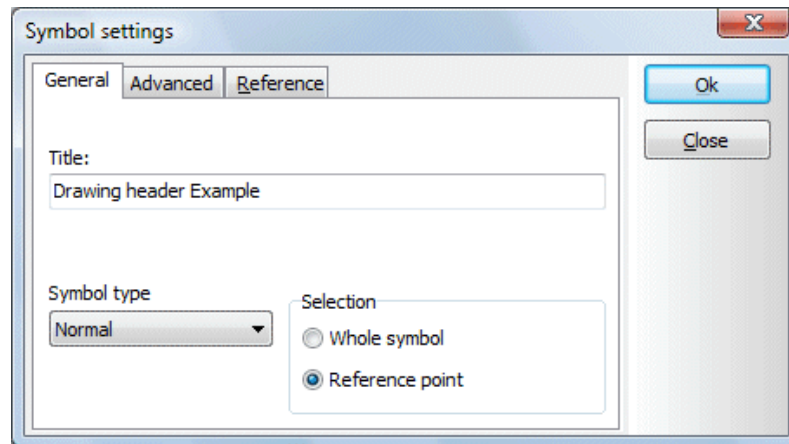 Symbol settings
General Advanced Reference
Ok
Close
Title:
Drawing header Example
Symbol type
Normal
Selection
Whole symbol
Reference point